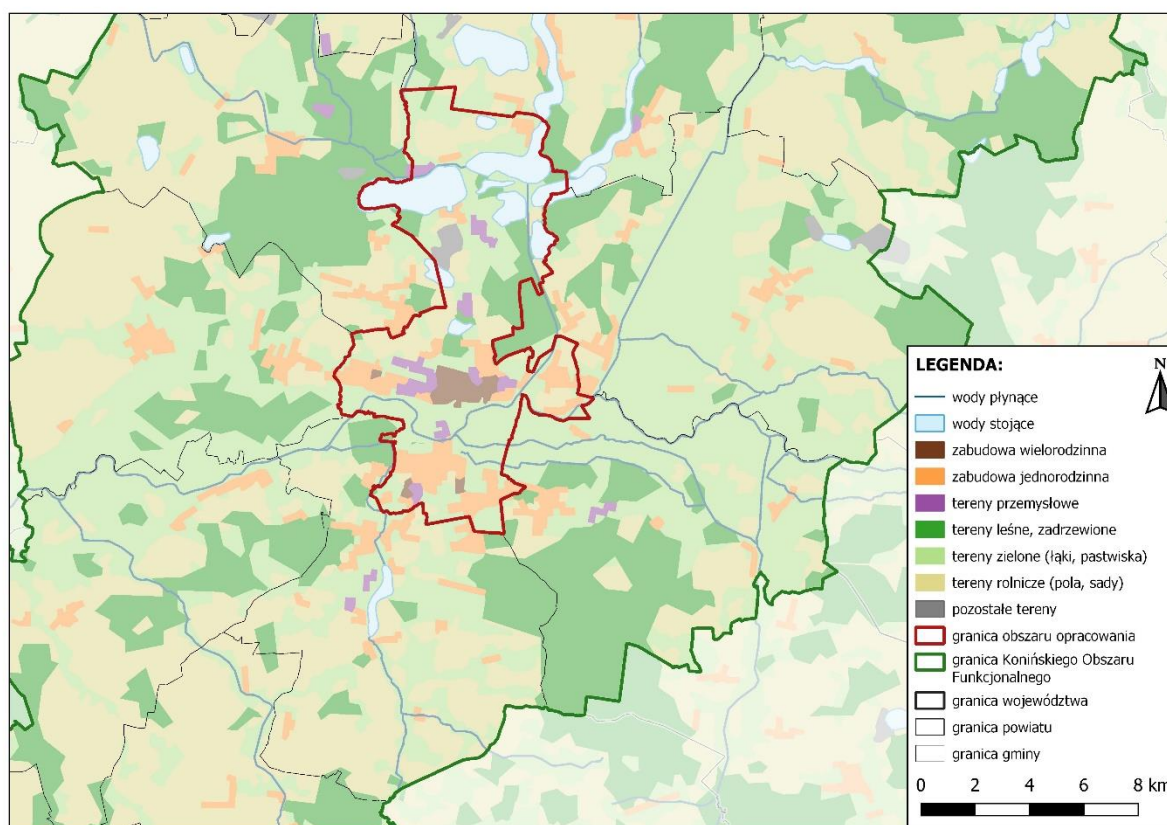 LEGENDA:
N
wody płynące
wody stojące
zabudowa wielorodzinna
zabudowa jednorodzinna
tereny przemysłowe
tereny leśne, zadrzewione
tereny zielone (łąki, pastwiska)
tereny rolnicze (pola, sady)
pozostałe tereny
granica obszaru opracowania
granica Konińskiego Obszaru
Funkcjonalnego
granica województwa
granica powiatu
granica gminy
0 2 4 6 8 km